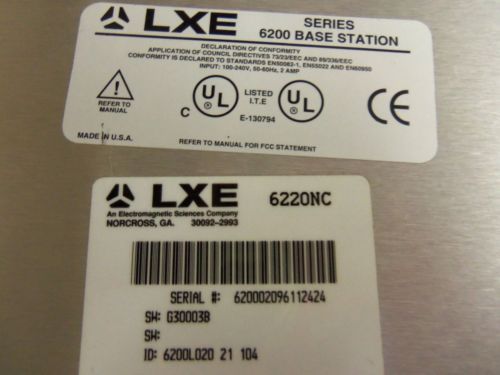 LXE
SERIES
6200 BASE STATION
DECLARATION OF CONFORMITY
APPLICATION OF COUNCIL DIRECTIVES 73/23/EEC AND 89/336/EEC
CONFORMITY IS DECLARED TO STANDARDS EN50082-1, EN55022 AND EN60950
INPUT: 100-240V, 50-60Hz, 2 AMP
!
REFER TO
MANUAL
C UL
LISTED
I.T.E
E-130794
UL
CE
MADE IN U.S.A.
REFER TO MANUAL FOR FCC STATEMENT
LXE
An Electromagnetic Sciences Company
NORCROSS, GA. 30092-2993
6220NC
SERIAL #: 620002096112424
SW: G30003B
SW:
ID: 6200L020 21 104